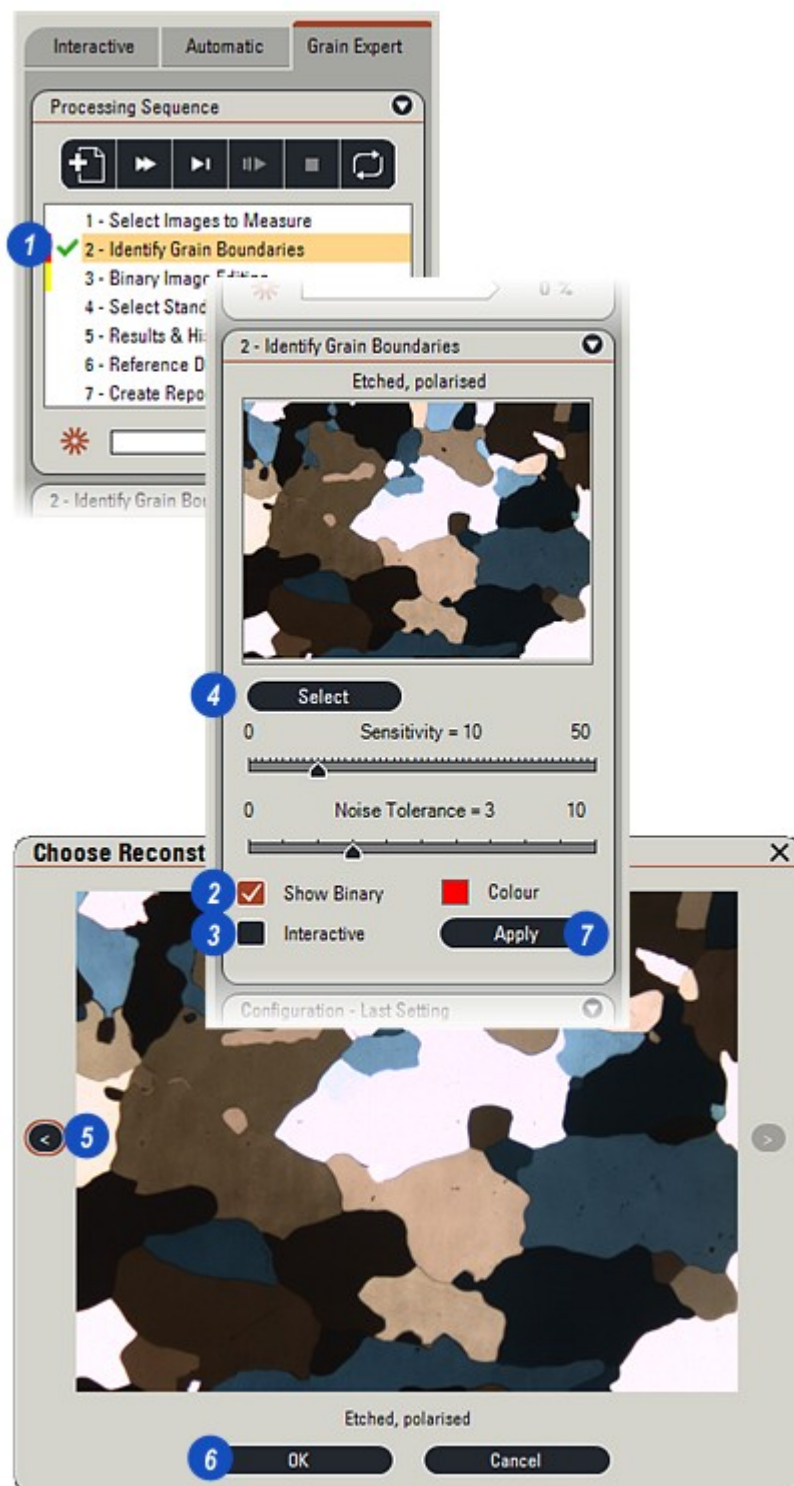 Interactive Automatic Grain Expert
Processing Sequence
1 - Select Images to Measure
1 2 - Identify Grain Boundaries
3 - Binary Image Editing
4 - Select Stand
5 - Results & Hi
6 - Reference D
7 - Create Repo
2 - Identify Grain Bou
0 %
2 - Identify Grain Boundaries
Etched, polarised
4 Select
0 Sensitivity = 10 50
0 Noise Tolerance = 3 10
2 Show Binary Colour
3 Interactive Apply 7
Configuration - Last Setting
Choose Reconst
< 5 >
Etched, polarised
6 OK Cancel